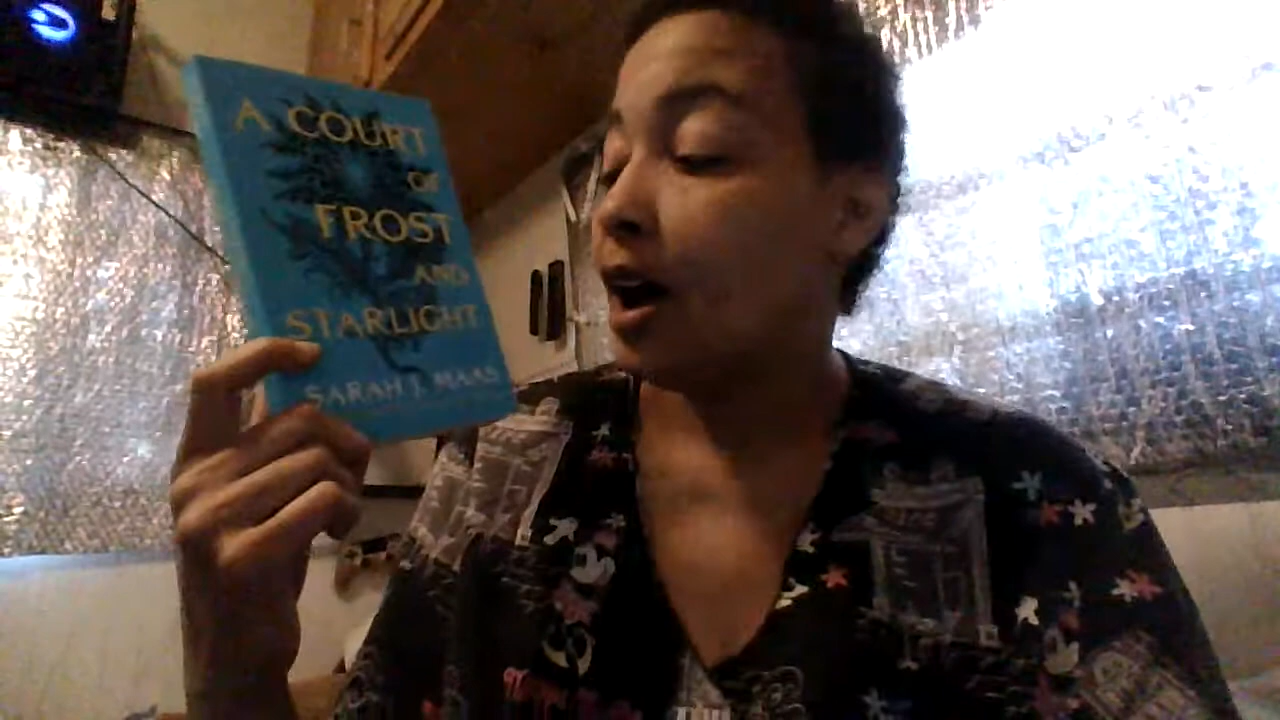 A COURT
OF
FROST
AND
STARLIGHT
SARAH J. MAAS